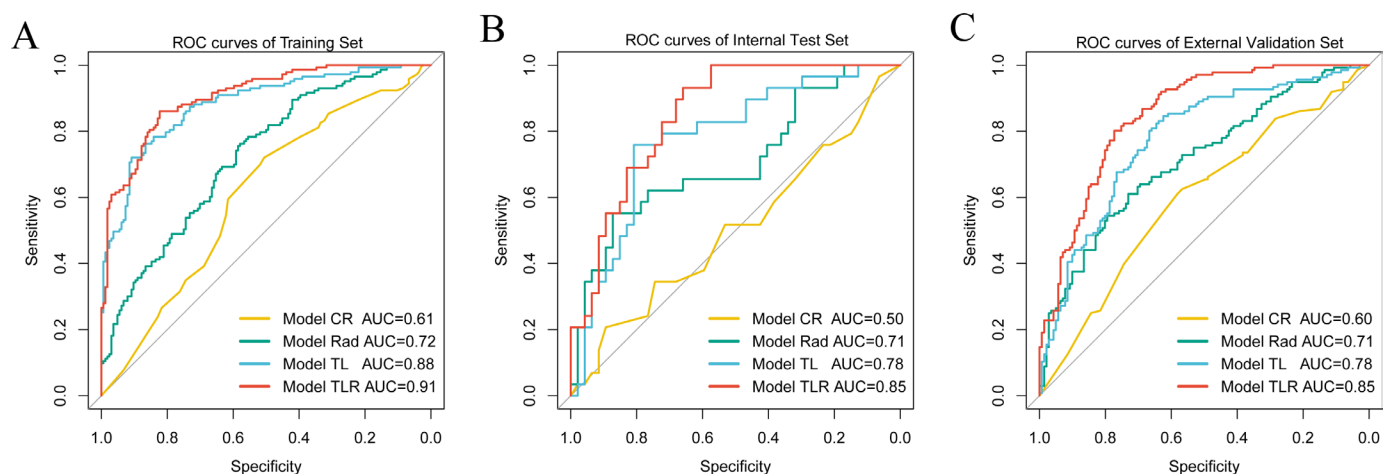 A
ROC curves of Training Set
Sensitivity
1.0
0.8
0.6
0.4
0.2
0.0
Model CR AUC=0.61
Model Rad AUC=0.72
Model TL AUC=0.88
Model TLR AUC=0.91
1.0 0.8 0.6 0.4 0.2 0.0
Specificity
B
ROC curves of Internal Test Set
Sensitivity
1.0
0.8
0.6
0.4
0.2
0.0
Model CR AUC=0.50
Model Rad AUC=0.71
Model TL AUC=0.78
Model TLR AUC=0.85
1.0 0.8 0.6 0.4 0.2 0.0
Specificity
C
ROC curves of External Validation Set
Sensitivity
1.0
0.8
0.6
0.4
0.2
0.0
Model CR AUC=0.60
Model Rad AUC=0.71
Model TL AUC=0.78
Model TLR AUC=0.85
1.0 0.8 0.6 0.4 0.2 0.0
Specificity